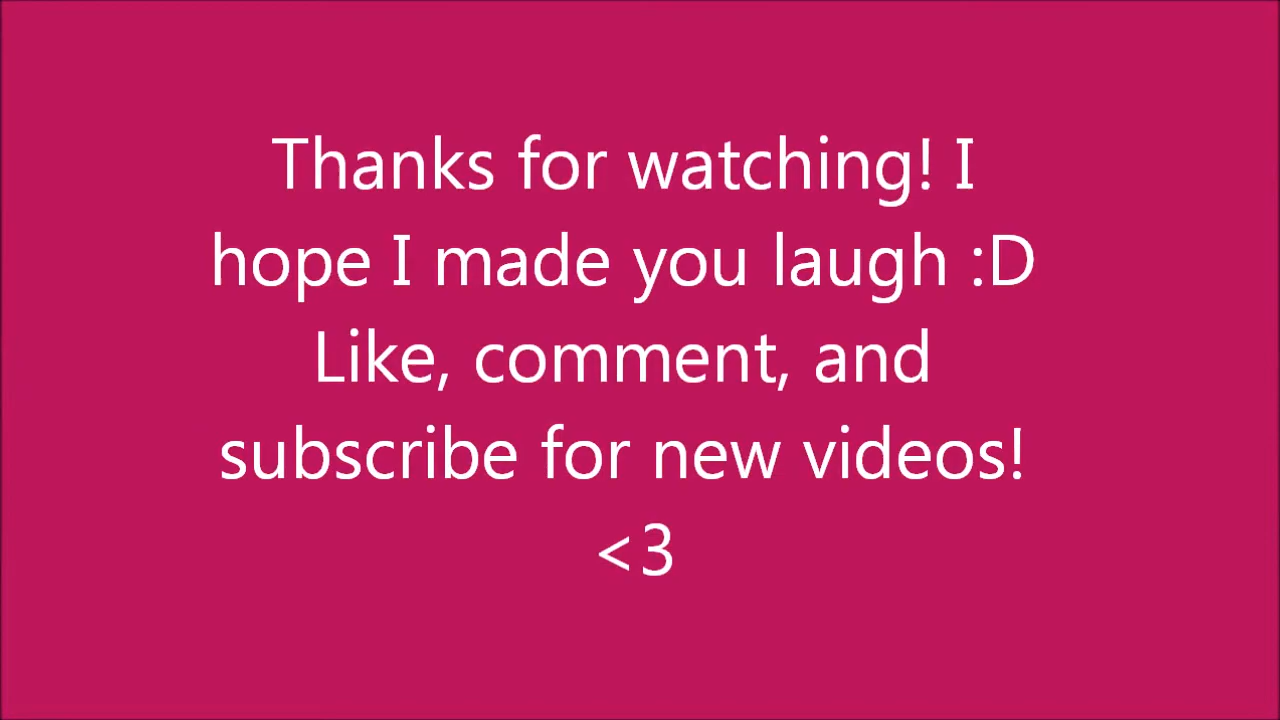 Thanks for watching! I
hope I made you laugh :D
Like, comment, and
subscribe for new videos!
<3